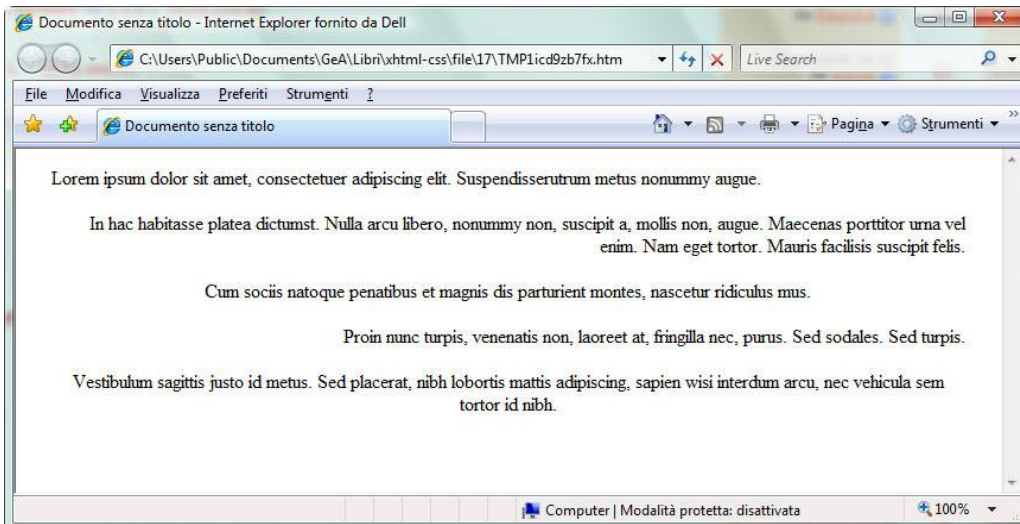 Documento senza titolo - Internet Explorer fornito da Dell
C:\Users\Public\Documents\GeA\Libri\xhtml-css\file\17\TMP1icd9zb7fx.htm
Live Search
File Modifica Visualizza Preferiti Strumenti ?
Documento senza titolo
Pagina
Strumenti
Lorem ipsum dolor sit amet, consectetuer adipiscing elit. Suspendisserutrum metus nonummy augue.
In hac habitasse platea dictumst. Nulla arcu libero, nonummy non, suscipit a, mollis non, augue. Maecenas porttitor urna vel
enim. Nam eget tortor. Mauris facilisis suscipit felis.
Cum sociis natoque penatibus et magnis dis parturient montes, nascetur ridiculus mus.
Proin nunc turpis, venenatis non, laoreet at, fringilla nec, purus. Sed sodales. Sed turpis.
Vestibulum sagittis justo id metus. Sed placerat, nibh lobortis mattis adipiscing, sapien wisi interdum arcu, nec vehicula sem
tortor id nibh.
Computer | Modalità protetta: disattivata
100%